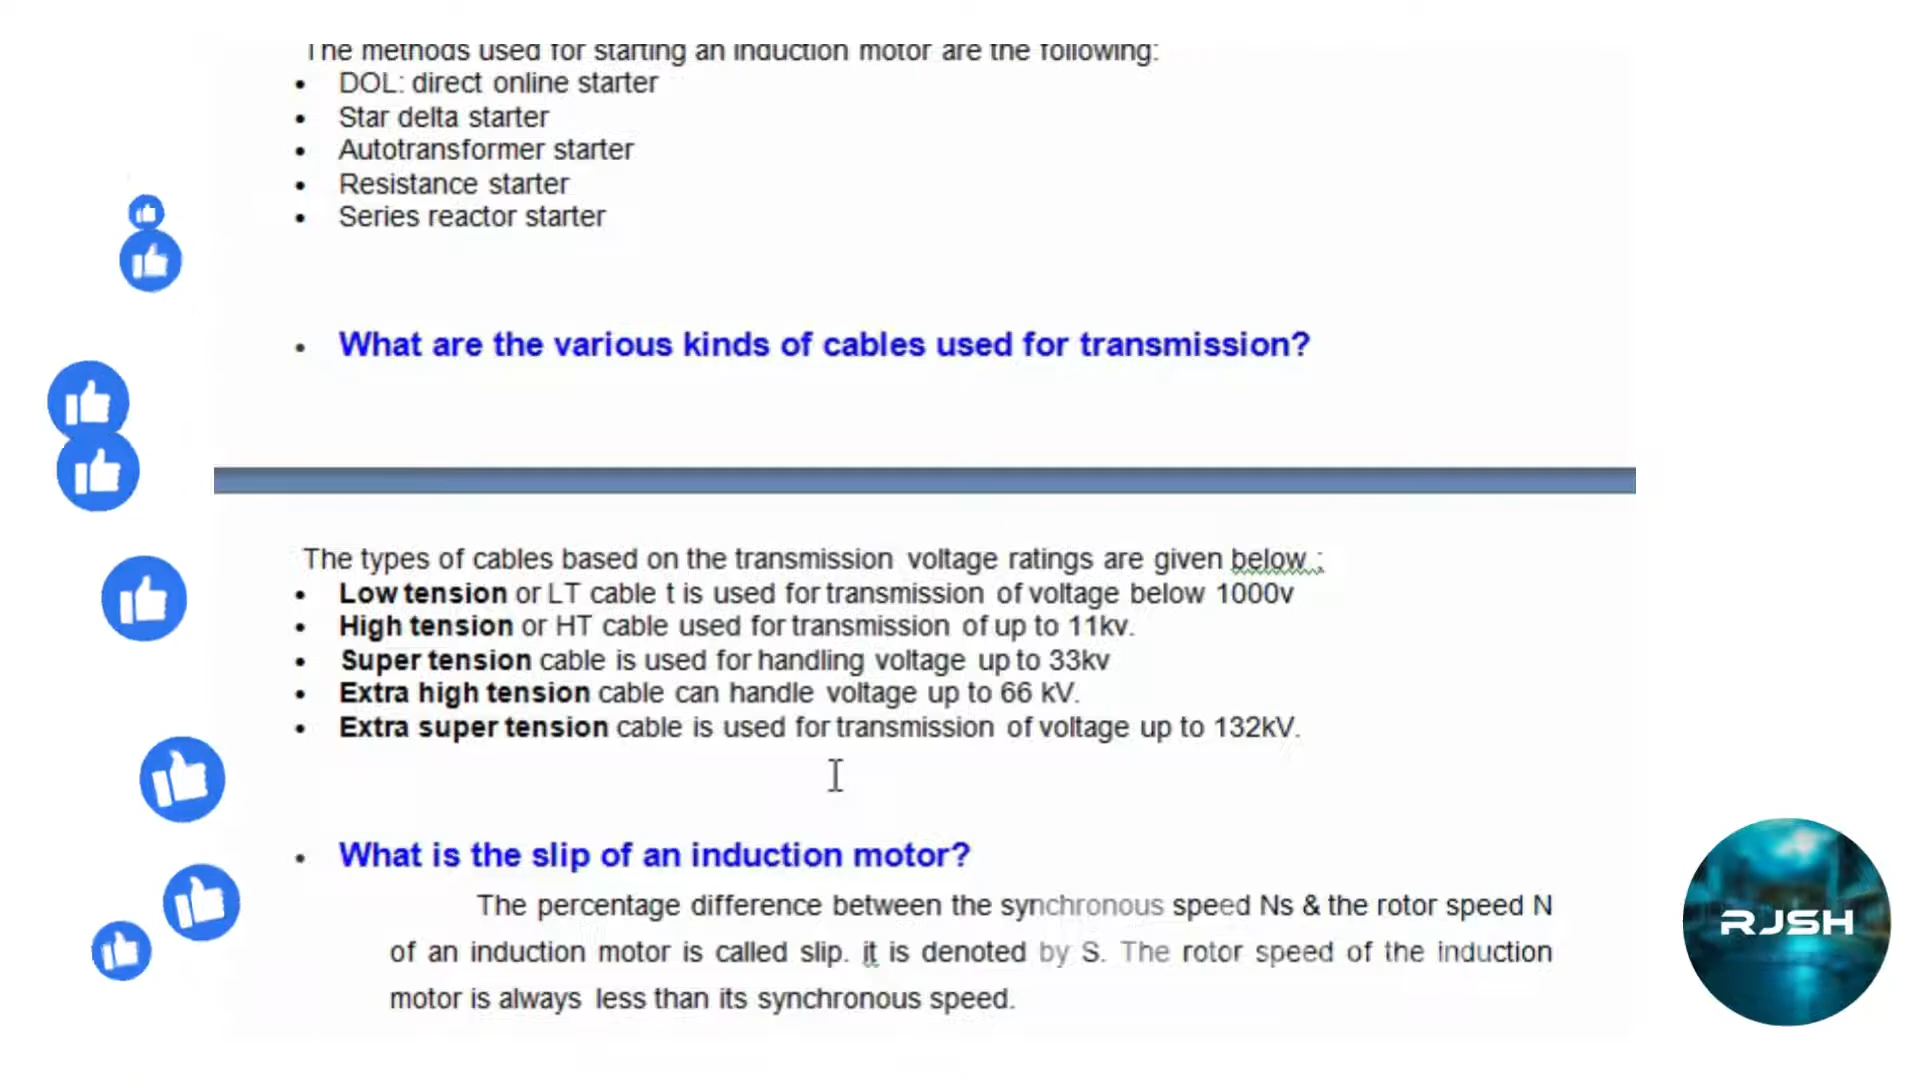 The methods used for starting an induction motor are the following:
• DOL: direct online starter
• Star delta starter
• Autotransformer starter
• Resistance starter
• Series reactor starter
• What are the various kinds of cables used for transmission?
The types of cables based on the transmission voltage ratings are given below :
• Low tension or LT cable t is used for transmission of voltage below 1000v
• High tension or HT cable used for transmission of up to 11kv.
• Super tension cable is used for handling voltage up to 33kv
• Extra high tension cable can handle voltage up to 66 kV.
• Extra super tension cable is used for transmission of voltage up to 132kV.
• What is the slip of an induction motor?
The percentage difference between the synchronous speed Ns & the rotor speed N
of an induction motor is called slip. it is denoted by S. The rotor speed of the induction
motor is always less than its synchronous speed.
RJSH